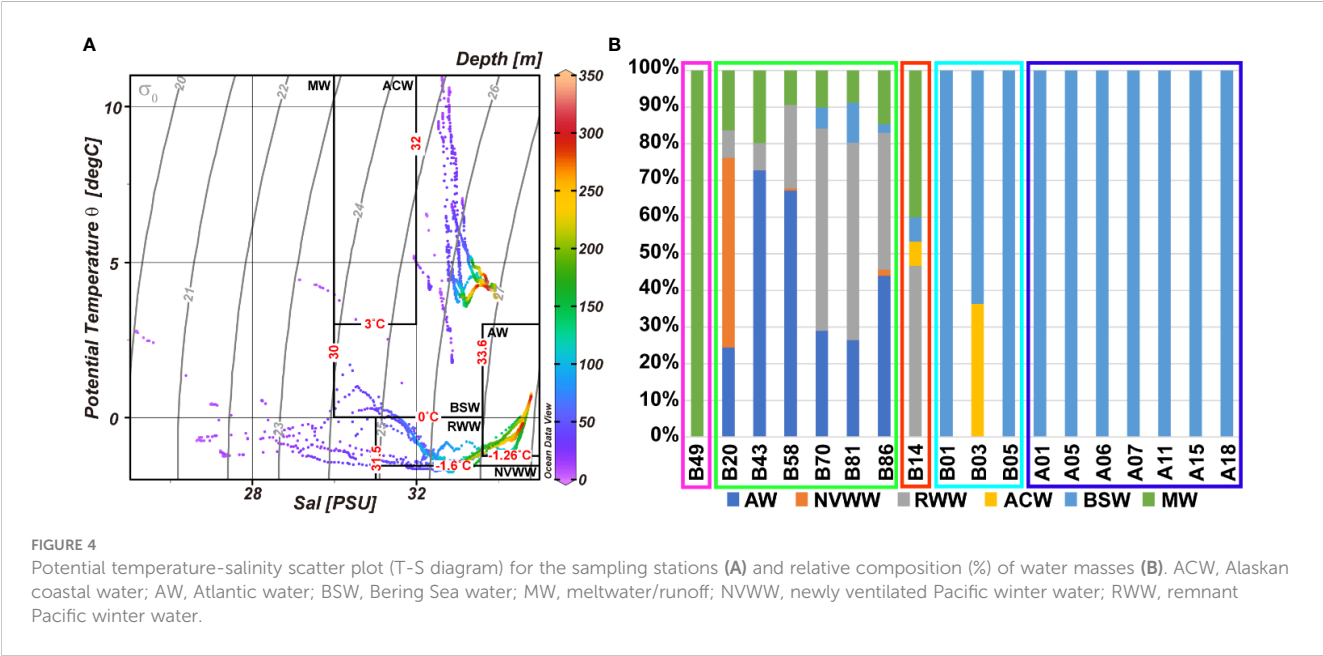 A
B
Depth [m]
σ0
MW
ACW
20
22
26
10
32
24
5
21
27
3°C
AW
30
33.6
BSW
0
0°C
RWW
23
25
31.5
-1.26°C
-1.6°C
NVWW
28
32
Potential Temperature θ [degC]
Sal [PSU]
350
300
250
200
150
100
50
0
Ocean Data View
100%
90%
80%
70%
60%
50%
40%
30%
20%
10%
0%
B49 B20 B43 B58 B70 B81 B86 B14 B01 B03 B05 A01 A05 A06 A07 A11 A15 A18
AW NVWW RWW ACW BSW MW
FIGURE 4
Potential temperature-salinity scatter plot (T-S diagram) for the sampling stations (A) and relative composition (%) of water masses (B). ACW, Alaskan
coastal water; AW, Atlantic water; BSW, Bering Sea water; MW, meltwater/runoff; NVWW, newly ventilated Pacific winter water; RWW, remnant
Pacific winter water.